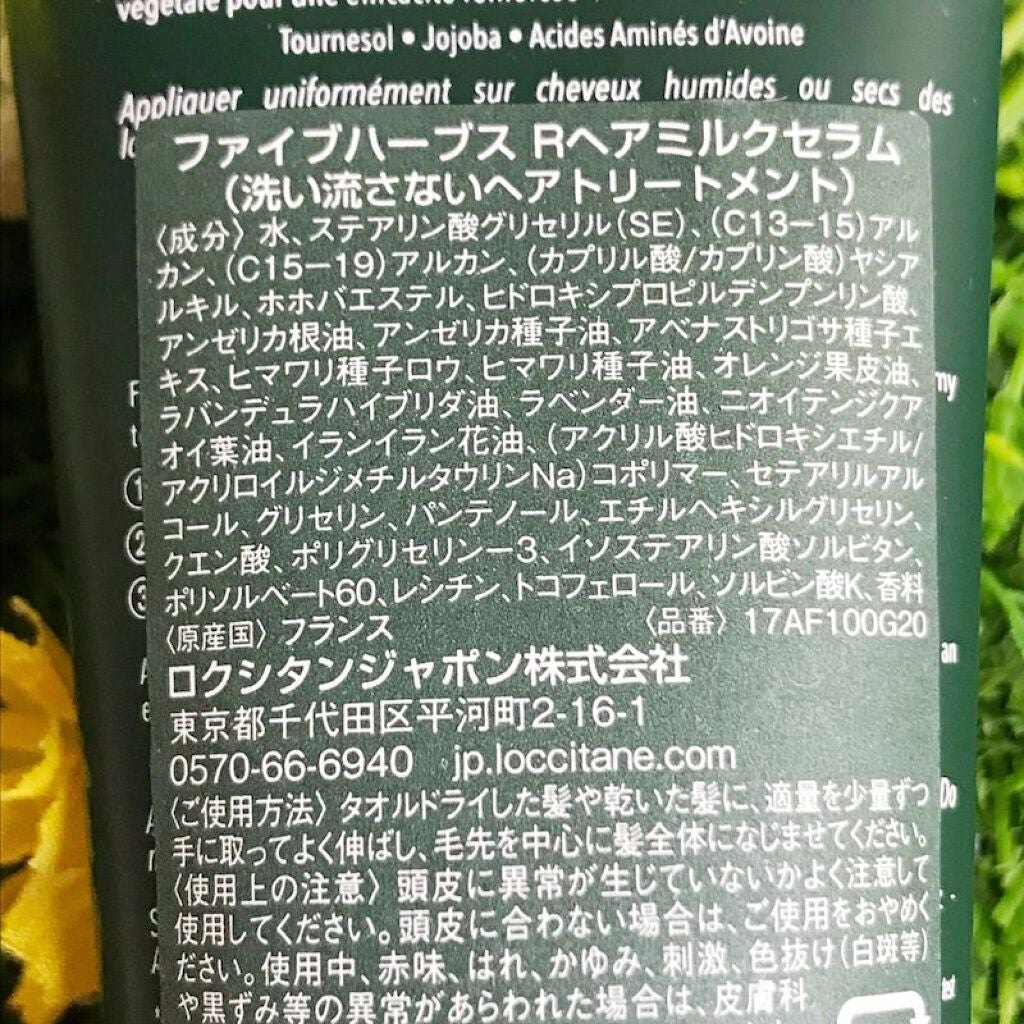 végétale pour une efficacité
Tournesol • Jojoba • Acides Aminés d'Avoine
Appliquer uniformément sur cheveux humides ou secs des
ファイブハーブス Rヘアミルクセラム
(洗い流さないヘアトリートメント)
〈成分〉水、ステアリン酸グリセリル(SE)、(C13−15)アル
カン、(C15−19)アルカン、(カプリル酸/カプリン酸)ヤシア
ルキル、ホホバエステル、ヒドロキシプロピルデンプンリン酸、
アンゼリカ根油、アンゼリカ種子油、アベナストリゴサ種子エ
キス、ヒマワリ種子ロウ、ヒマワリ種子油、オレンジ果皮油、
ラバンデュラハイブリダ油、ラベンダー油、ニオイテンジクア
オイ葉油、イランイラン花油、(アクリル酸ヒドロキシエチル/
アクリロイルジメチルタウリンNa)コポリマー、セテアリルアル
コール、グリセリン、パンテノール、エチルヘキシルグリセリン、
クエン酸、ポリグリセリン−3、イソステアリン酸ソルビタン、
ポリソルベート60、レシチン、トコフェロール、ソルビン酸K、香料
〈原産国〉フランス 〈品番〉17AF100G20
ロクシタンジャポン株式会社
東京都千代田区平河町2-16-1
0570-66-6940 jp.loccitane.com
〈ご使用方法〉タオルドライした髪や乾いた髪に、適量を少量ずつ
手に取ってよく伸ばし、毛先を中心に髪全体になじませてください。
〈使用上の注意〉頭皮に異常が生じていないかよく注意して
使用してください。頭皮に合わない場合は、ご使用をおやめく
ださい。使用中、赤味、はれ、かゆみ、刺激、色抜け(白斑等)
や黒ずみ等の異常があらわれた場合は、皮膚科